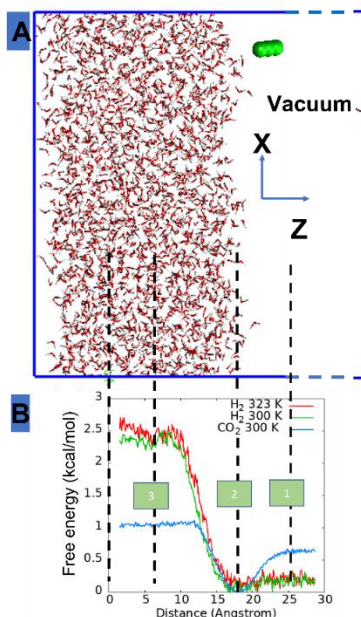 A
Vacuum
X
Z
B
3
2.5
2
1.5
1
0.5
0
Free energy (kcal/mol)
H2 323 K
H2 300 K
CO2 300 K
3
2
1
0 5 10 15 20 25 30
Distance (Angstrom)